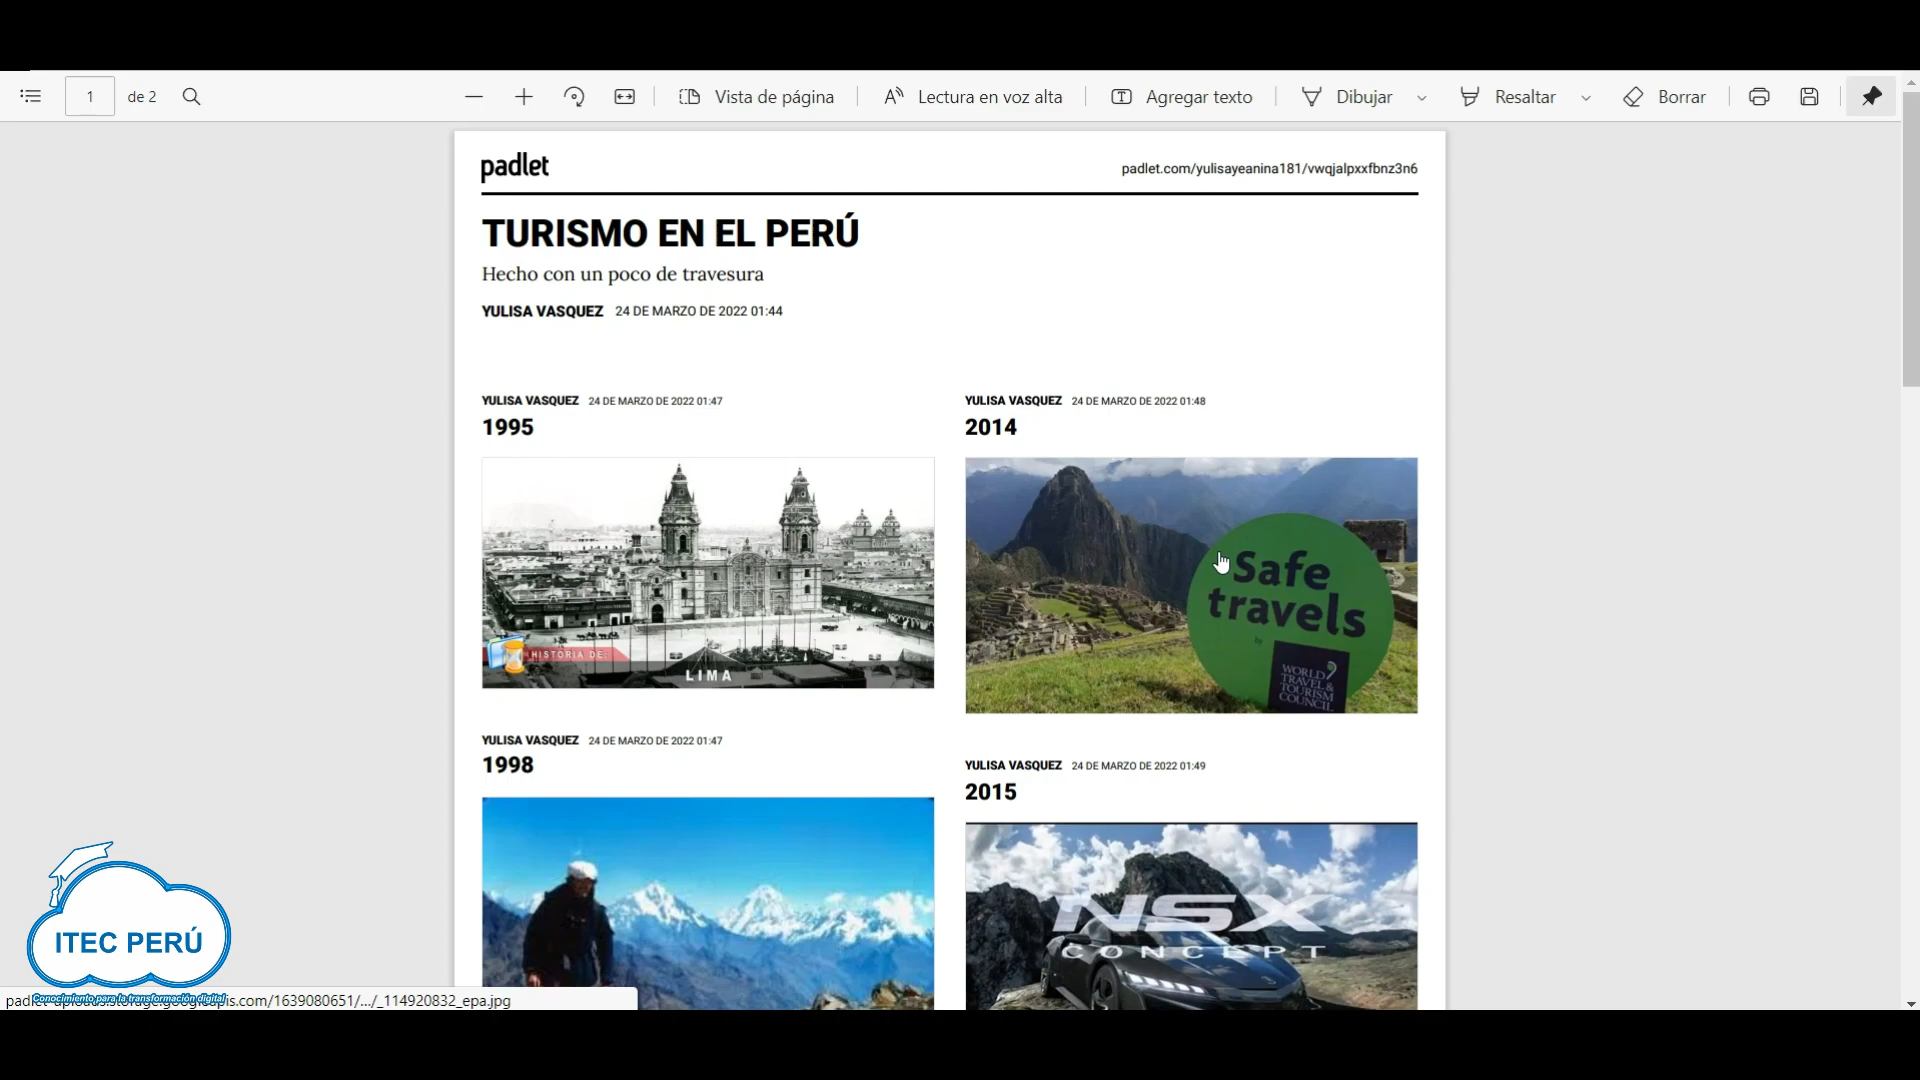 1 de 2 Vista de página Lectura en voz alta Agregar texto Dibujar Resaltar Borrar
padlet
padlet.com/yulisayeanina181/vwqjalpxxfbnz3n6
TURISMO EN EL PERÚ
Hecho con un poco de travesura
YULISA VASQUEZ 24 DE MARZO DE 2022 01:44
YULISA VASQUEZ 24 DE MARZO DE 2022 01:47
1995
HISTORIA DE:
LIMA
YULISA VASQUEZ 24 DE MARZO DE 2022 01:47
1998
YULISA VASQUEZ 24 DE MARZO DE 2022 01:48
2014
Safe
travels
by
WORLD
TRAVEL &
TOURISM
COUNCIL
YULISA VASQUEZ 24 DE MARZO DE 2022 01:49
2015
NSX
CONCEPT
ITEC PERÚ
Conocimiento para la transformación digital
is.com/1639080651/.../_114920832_epa.jpg